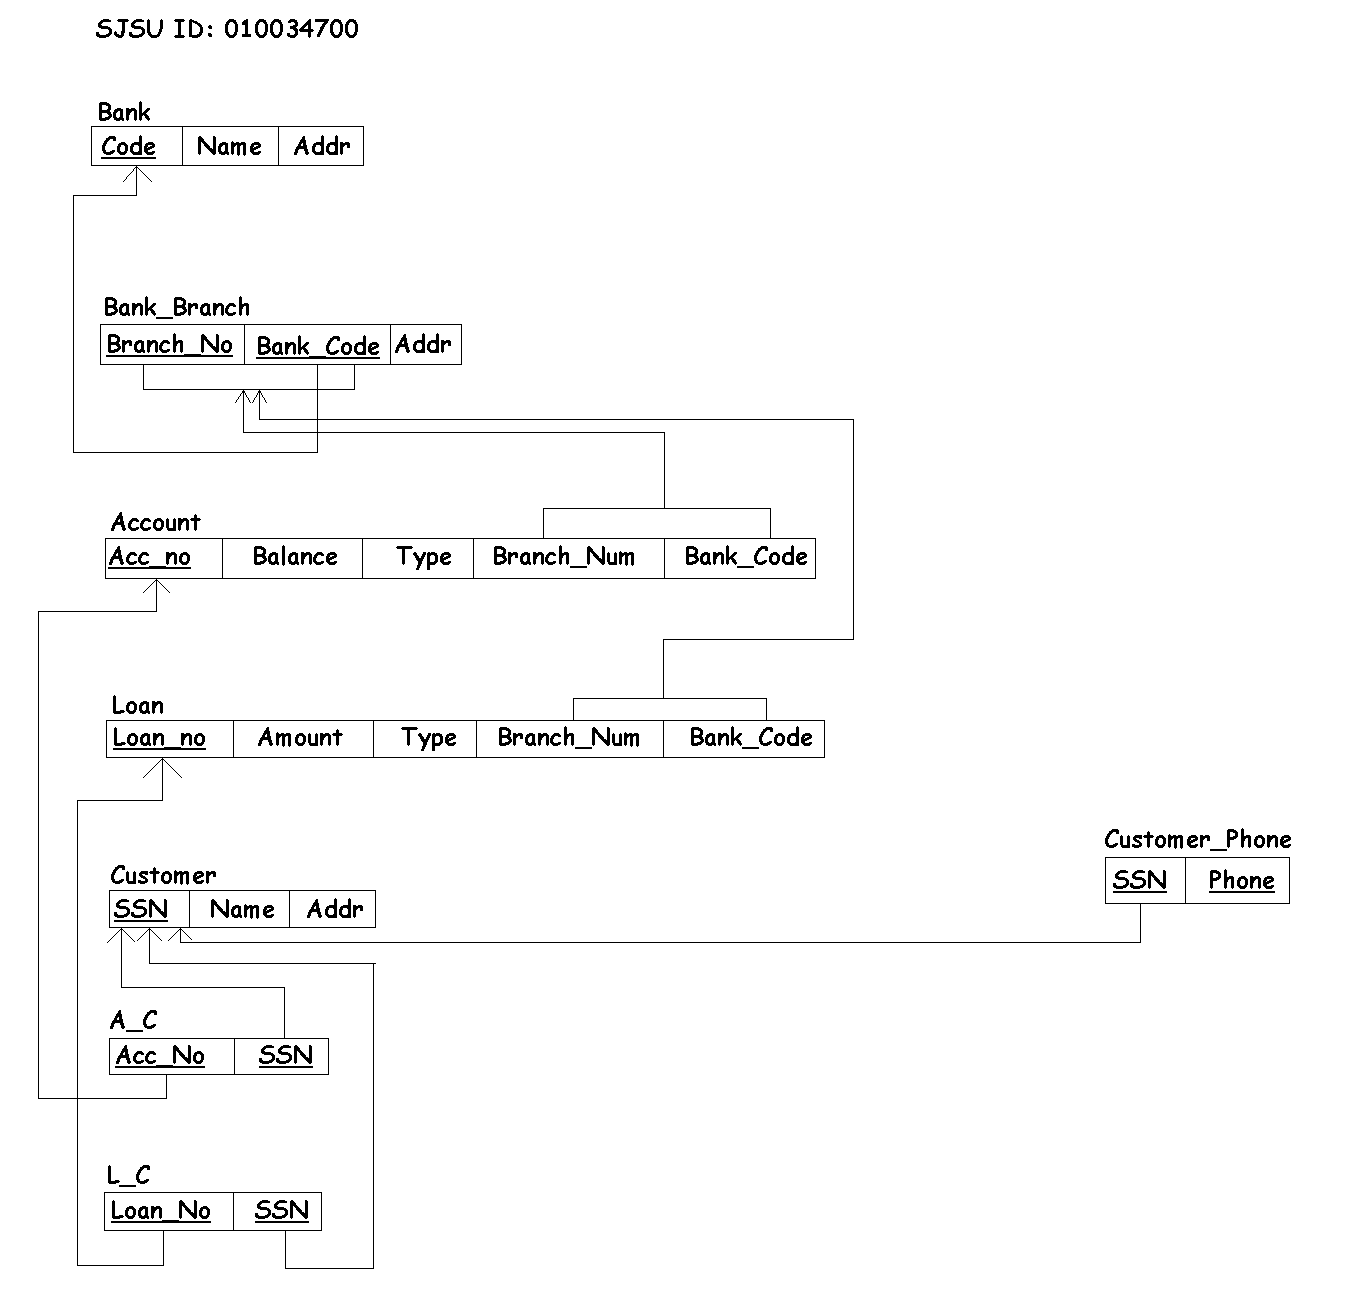 SJSU ID: 010034700
Bank
Code Name Addr
Bank_Branch
Branch_No Bank_Code Addr
Account
Acc_no Balance Type Branch_Num Bank_Code
Loan
Loan_no Amount Type Branch_Num Bank_Code
Customer_Phone
SSN Phone
Customer
SSN Name Addr
A_C
Acc_No SSN
L_C
Loan_No SSN